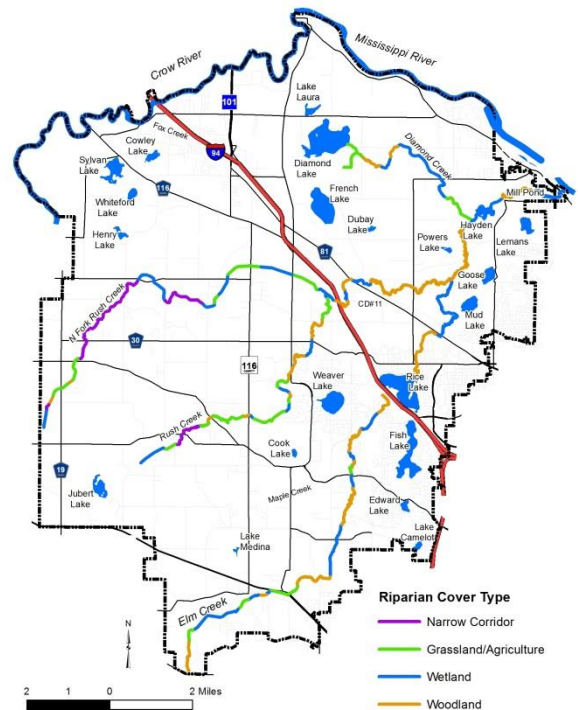 Mississippi River
Crow River
Lake
Laura
101
Fox Creek
Cowley
Lake
94
Diamond
Lake
Diamond Creek
Sylvan
Lake
116
French
Lake
Mill Pond
Whiteford
Lake
Dubay
Lake
Hayden
Lake
Lemans
Lake
Henry
Lake
81
Powers
Lake
Goose
Lake
CD#11
Mud
Lake
N Fork Rush Creek
30
116
Weaver
Lake
Rice
Lake
Rush Creek
Fish
Lake
Cook
Lake
19
Jubert
Lake
Maple Creek
Edward
Lake
Lake
Camelot
Lake
Medina
Elm Creek
Riparian Cover Type
Narrow Corridor
Grassland/Agriculture
Wetland
Woodland
N
2 1 0 2 Miles